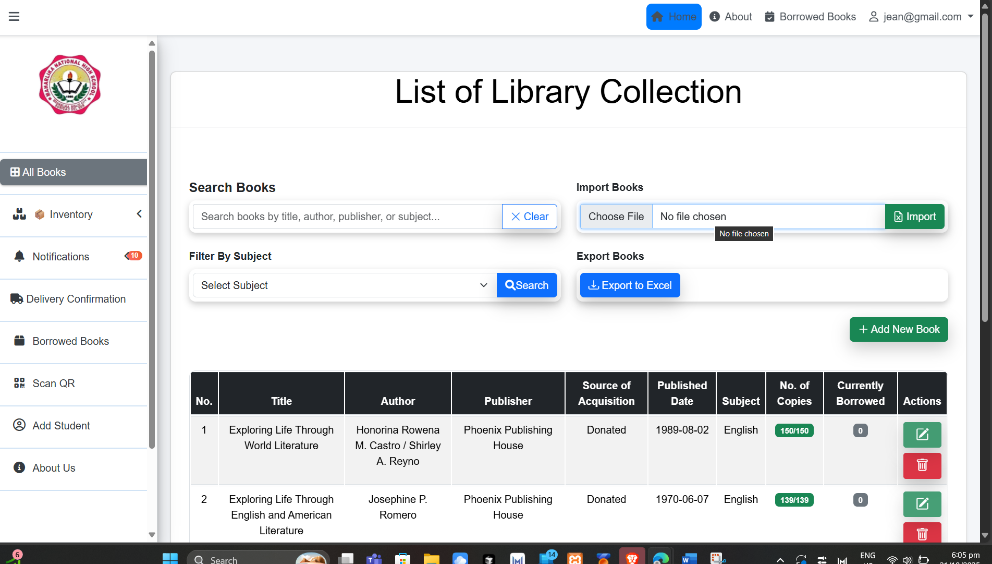 Home
About
Borrowed Books
jean@gmail.com
List of Library Collection
All Books
Inventory
Notifications
10
Delivery Confirmation
Borrowed Books
Scan QR
Add Student
About Us
Search Books
Search books by title, author, publisher, or subject...
Clear
Import Books
Choose File
No file chosen
Import
No file chosen
Filter By Subject
Select Subject
Search
Export Books
Export to Excel
+ Add New Book
No. Title Author Publisher Source of Acquisition Published Date Subject No. of Copies Currently Borrowed Actions
1 Exploring Life Through World Literature Honorina Rowena M. Castro / Shirley A. Reyno Phoenix Publishing House Donated 1989-08-02 English 150/150 0
2 Exploring Life Through English and American Literature Josephine P. Romero Phoenix Publishing House Donated 1970-06-07 English 139/139 0
6
Search
14
ENG
6:05 pm